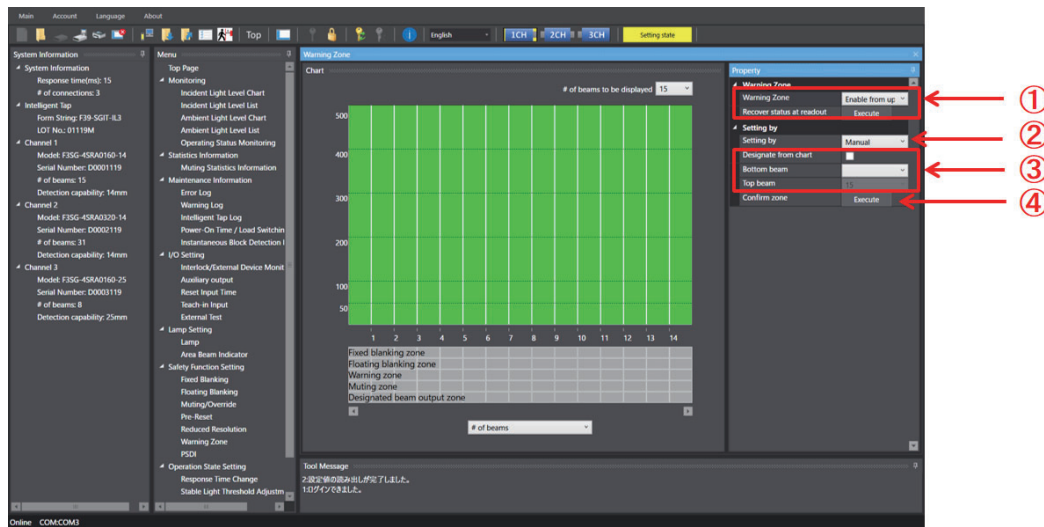 Main Account Language About
Top English 1CH 2CH 3CH Setting state
System Information
System Information
Response time(ms): 15
# of connections: 3
Intelligent Tap
Form String: F39-SGIT-IL3
LOT No.: 01119M
Channel 1
Model: F3SG-4SRA0160-14
Serial Number: D0001119
# of beams: 15
Detection capability: 14mm
Channel 2
Model: F3SG-4SRA0320-14
Serial Number: D0002119
# of beams: 31
Detection capability: 14mm
Channel 3
Model: F3SG-4SRA0160-25
Serial Number: D0003119
# of beams: 8
Detection capability: 25mm
Menu
Top Page
Monitoring
Incident Light Level Chart
Incident Light Level List
Ambient Light Level Chart
Ambient Light Level List
Operating Status Monitoring
Statistics Information
Muting Statistics Information
Maintenance Information
Error Log
Warning Log
Intelligent Tap Log
Power-On Time / Load Switchin
Instantaneous Block Detection I
I/O Setting
Interlock/External Device Monit
Auxiliary output
Reset Input Time
Teach-in Input
External Test
Lamp Setting
Lamp
Area Beam Indicator
Safety Function Setting
Fixed Blanking
Floating Blanking
Muting/Override
Pre-Reset
Reduced Resolution
Warning Zone
PSDI
Operation State Setting
Response Time Change
Stable Light Threshold Adjustm
Warning Zone
Chart
# of beams to be displayed 15
500
400
300
200
100
50
1 2 3 4 5 6 7 8 9 10 11 12 13 14
Fixed blanking zone
Floating blanking zone
Warning zone
Muting zone
Designated beam output zone
# of beams
Property
Warning Zone
Warning Zone Enable from up
Recover status at readout Execute
Setting by
Setting by Manual
Designate from chart
Bottom beam
Top beam 15
Confirm zone Execute
①
②
③
④
Tool Message
2:設定値の読み出しが完了しました。
1:ログインできました。
Online COM:COM3